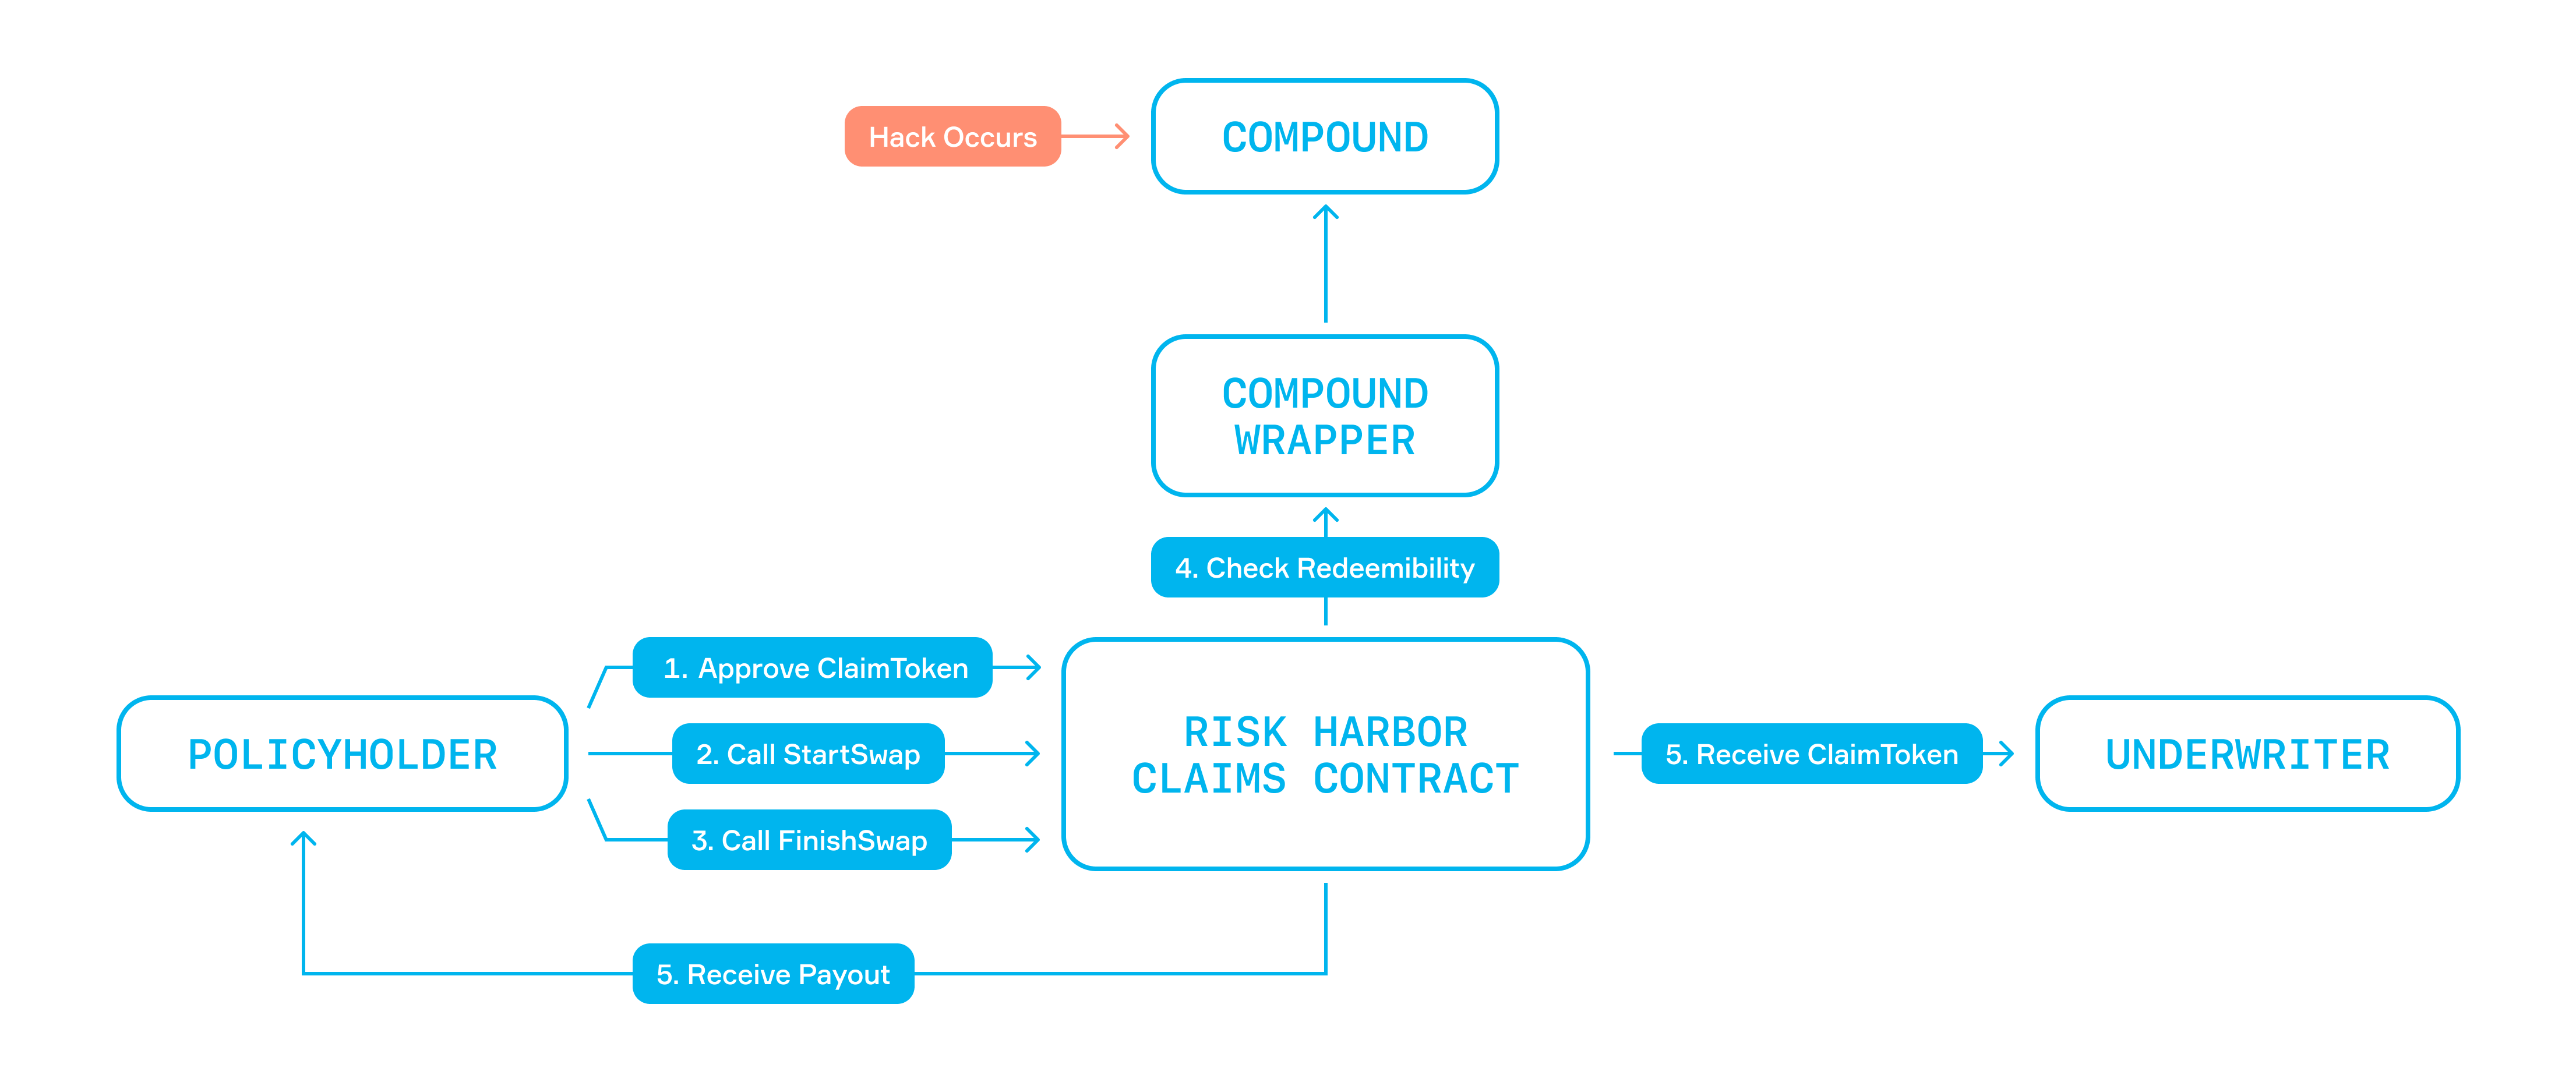 Hack Occurs
COMPOUND
COMPOUND
WRAPPER
4. Check Redeemibility
1. Approve ClaimToken
2. Call StartSwap
3. Call FinishSwap
POLICYHOLDER
RISK HARBOR
CLAIMS CONTRACT
5. Receive ClaimToken
UNDERWRITER
5. Receive Payout